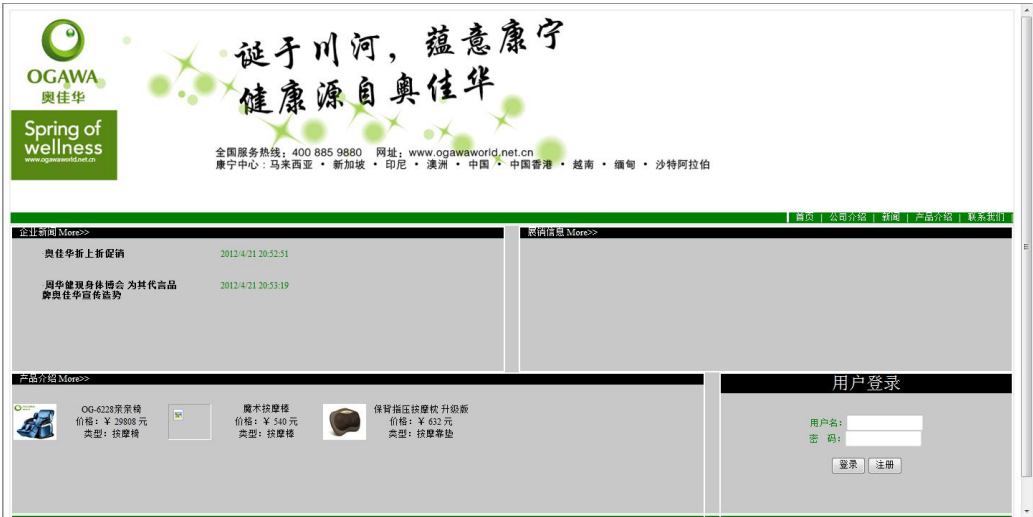 诞于川河，蕴意康宁
健康源自奥佳华
OGAWA
奥佳华
Spring of
wellness
www.ogawaworld.net.cn
全国服务热线：400 885 9880 网址：www.ogawaworld.net.cn
康宁中心：马来西亚 • 新加坡 • 印尼 • 澳洲 • 中国 • 中国香港 • 越南 • 缅甸 • 沙特阿拉伯
首页 | 公司介绍 | 新闻 | 产品介绍 | 联系我们 |
企业新闻 More>>
展销信息 More>>
奥佳华折上折促销 2012/4/21 20:52:51
周华健现身体博会 为其代言品 2012/4/21 20:53:19
牌奥佳华宣传造势
产品介绍 More>>
用户登录
OG-6228亲亲椅
价格：￥ 29808 元
类型：按摩椅
魔术按摩棒
价格：￥ 540 元
类型：按摩棒
保背指压按摩枕 升级版
价格：￥ 632 元
类型：按摩靠垫
用户名：
密 码：
登录 注册